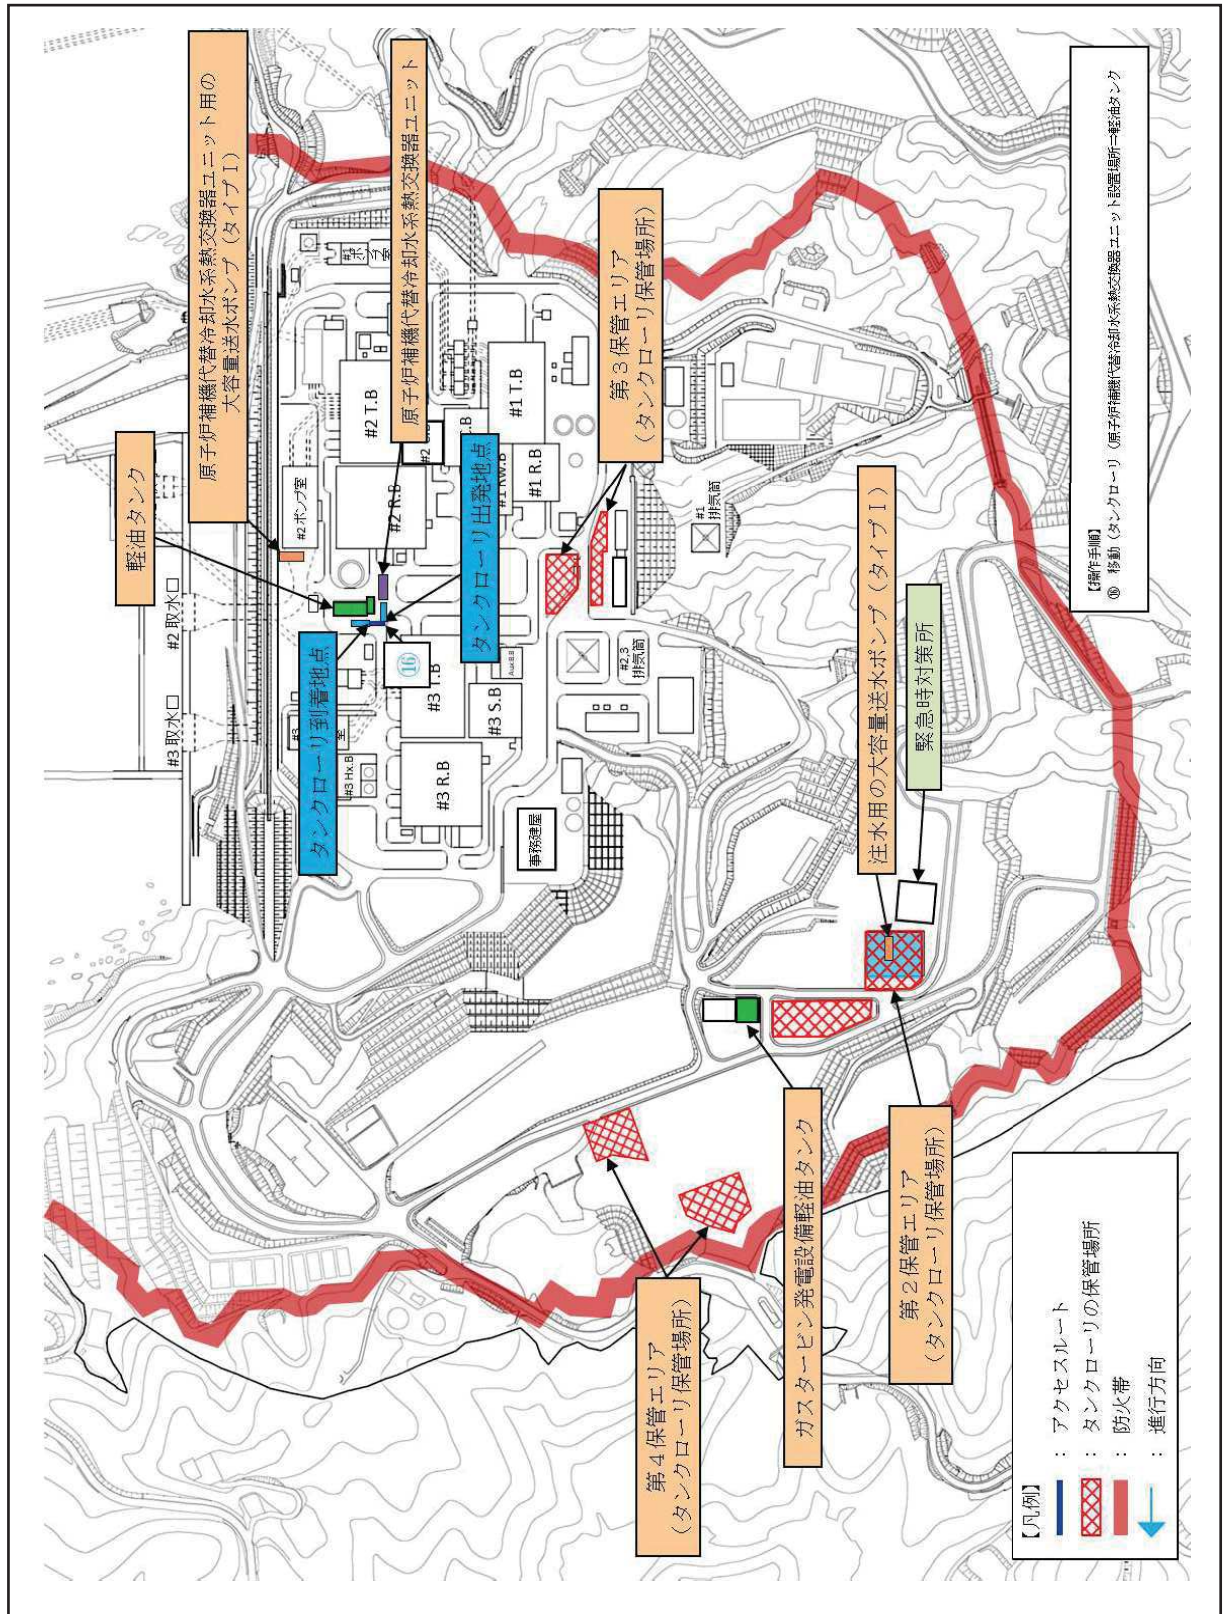 原子炉補機代替冷却水系熱交換器ユニット用の
大容量送水ポンプ（タイプⅠ）
原子炉補機代替冷却水系熱交換器ユニット
軽油タンク
タンクローリ到着地点
タンクローリ出発地点
第３保管エリア
（タンクローリ保管場所）
#3 取水口
#2 取水口
#2 ポンプ室
#2 T.B
#2 R.B
#1 T.B
#1 R.B
#1 RW.B
⑯
#3 T.B
#3 S.B
#3 R.B
#3 Hx.B
Aux.B.B
#2,3
排気筒
#1
排気筒
事務建屋
注水用の大容量送水ポンプ（タイプⅠ）
緊急時対策所
第４保管エリア
（タンクローリ保管場所）
ガスタービン発電設備軽油タンク
第２保管エリア
（タンクローリ保管場所）
【凡例】
：アクセスルート
：タンクローリの保管場所
：防火帯
：進行方向
【操作手順】
⑯ 移動（タンクローリ（原子炉補機代替冷却水系熱交換器ユニット設置場所⇒軽油タンク